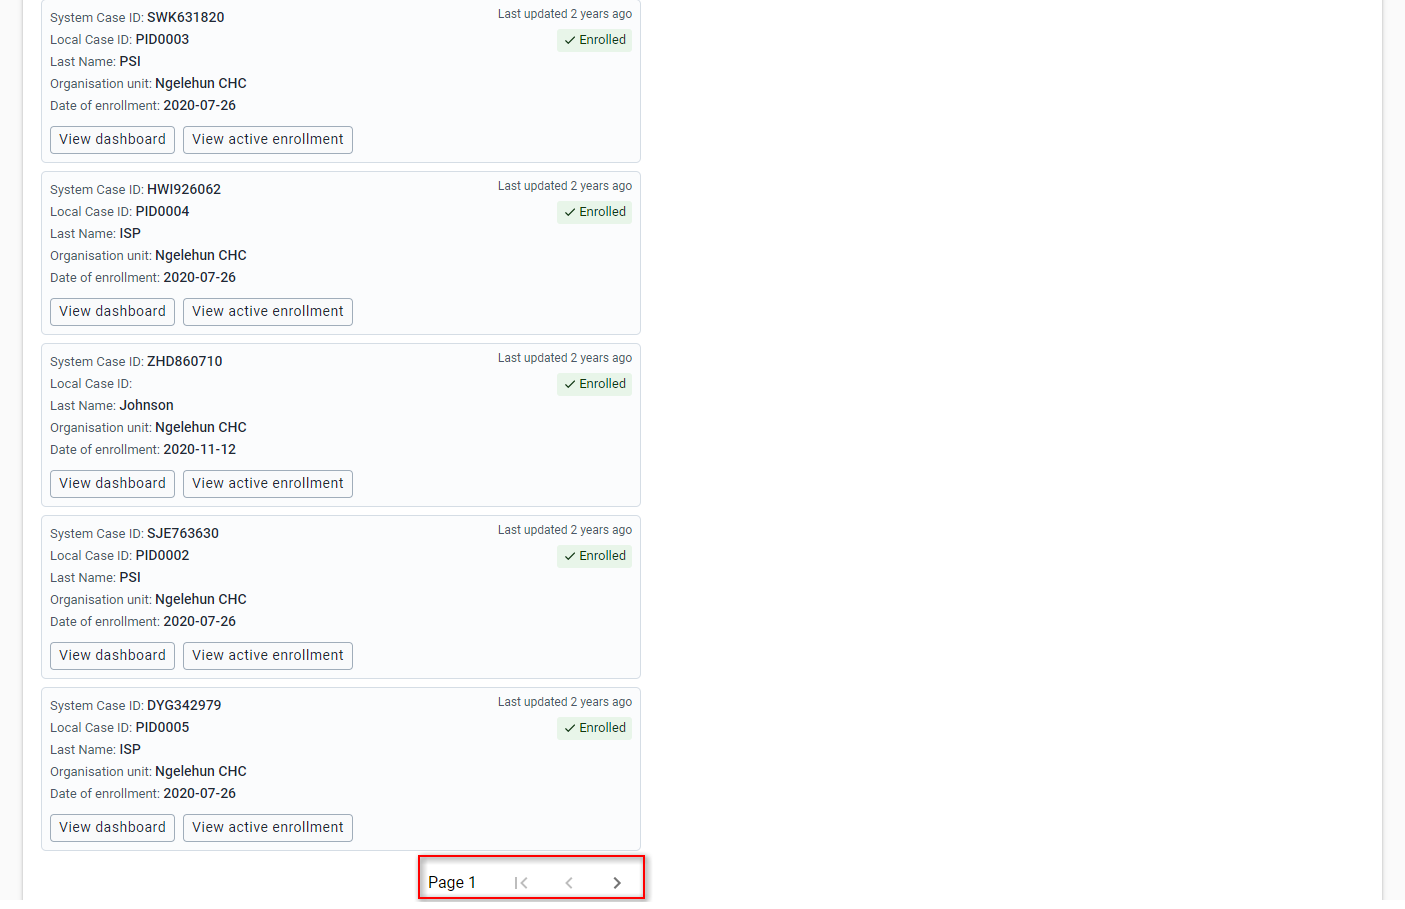 System Case ID: SWK631820
Last updated 2 years ago
Local Case ID: PID0003
Enrolled
Last Name: PSI
Organisation unit: Ngelehun CHC
Date of enrollment: 2020-07-26
View dashboard View active enrollment
System Case ID: HWI926062
Last updated 2 years ago
Local Case ID: PID0004
Enrolled
Last Name: ISP
Organisation unit: Ngelehun CHC
Date of enrollment: 2020-07-26
View dashboard View active enrollment
System Case ID: ZHD860710
Last updated 2 years ago
Local Case ID:
Enrolled
Last Name: Johnson
Organisation unit: Ngelehun CHC
Date of enrollment: 2020-11-12
View dashboard View active enrollment
System Case ID: SJE763630
Last updated 2 years ago
Local Case ID: PID0002
Enrolled
Last Name: PSI
Organisation unit: Ngelehun CHC
Date of enrollment: 2020-07-26
View dashboard View active enrollment
System Case ID: DYG342979
Last updated 2 years ago
Local Case ID: PID0005
Enrolled
Last Name: ISP
Organisation unit: Ngelehun CHC
Date of enrollment: 2020-07-26
View dashboard View active enrollment
Page 1